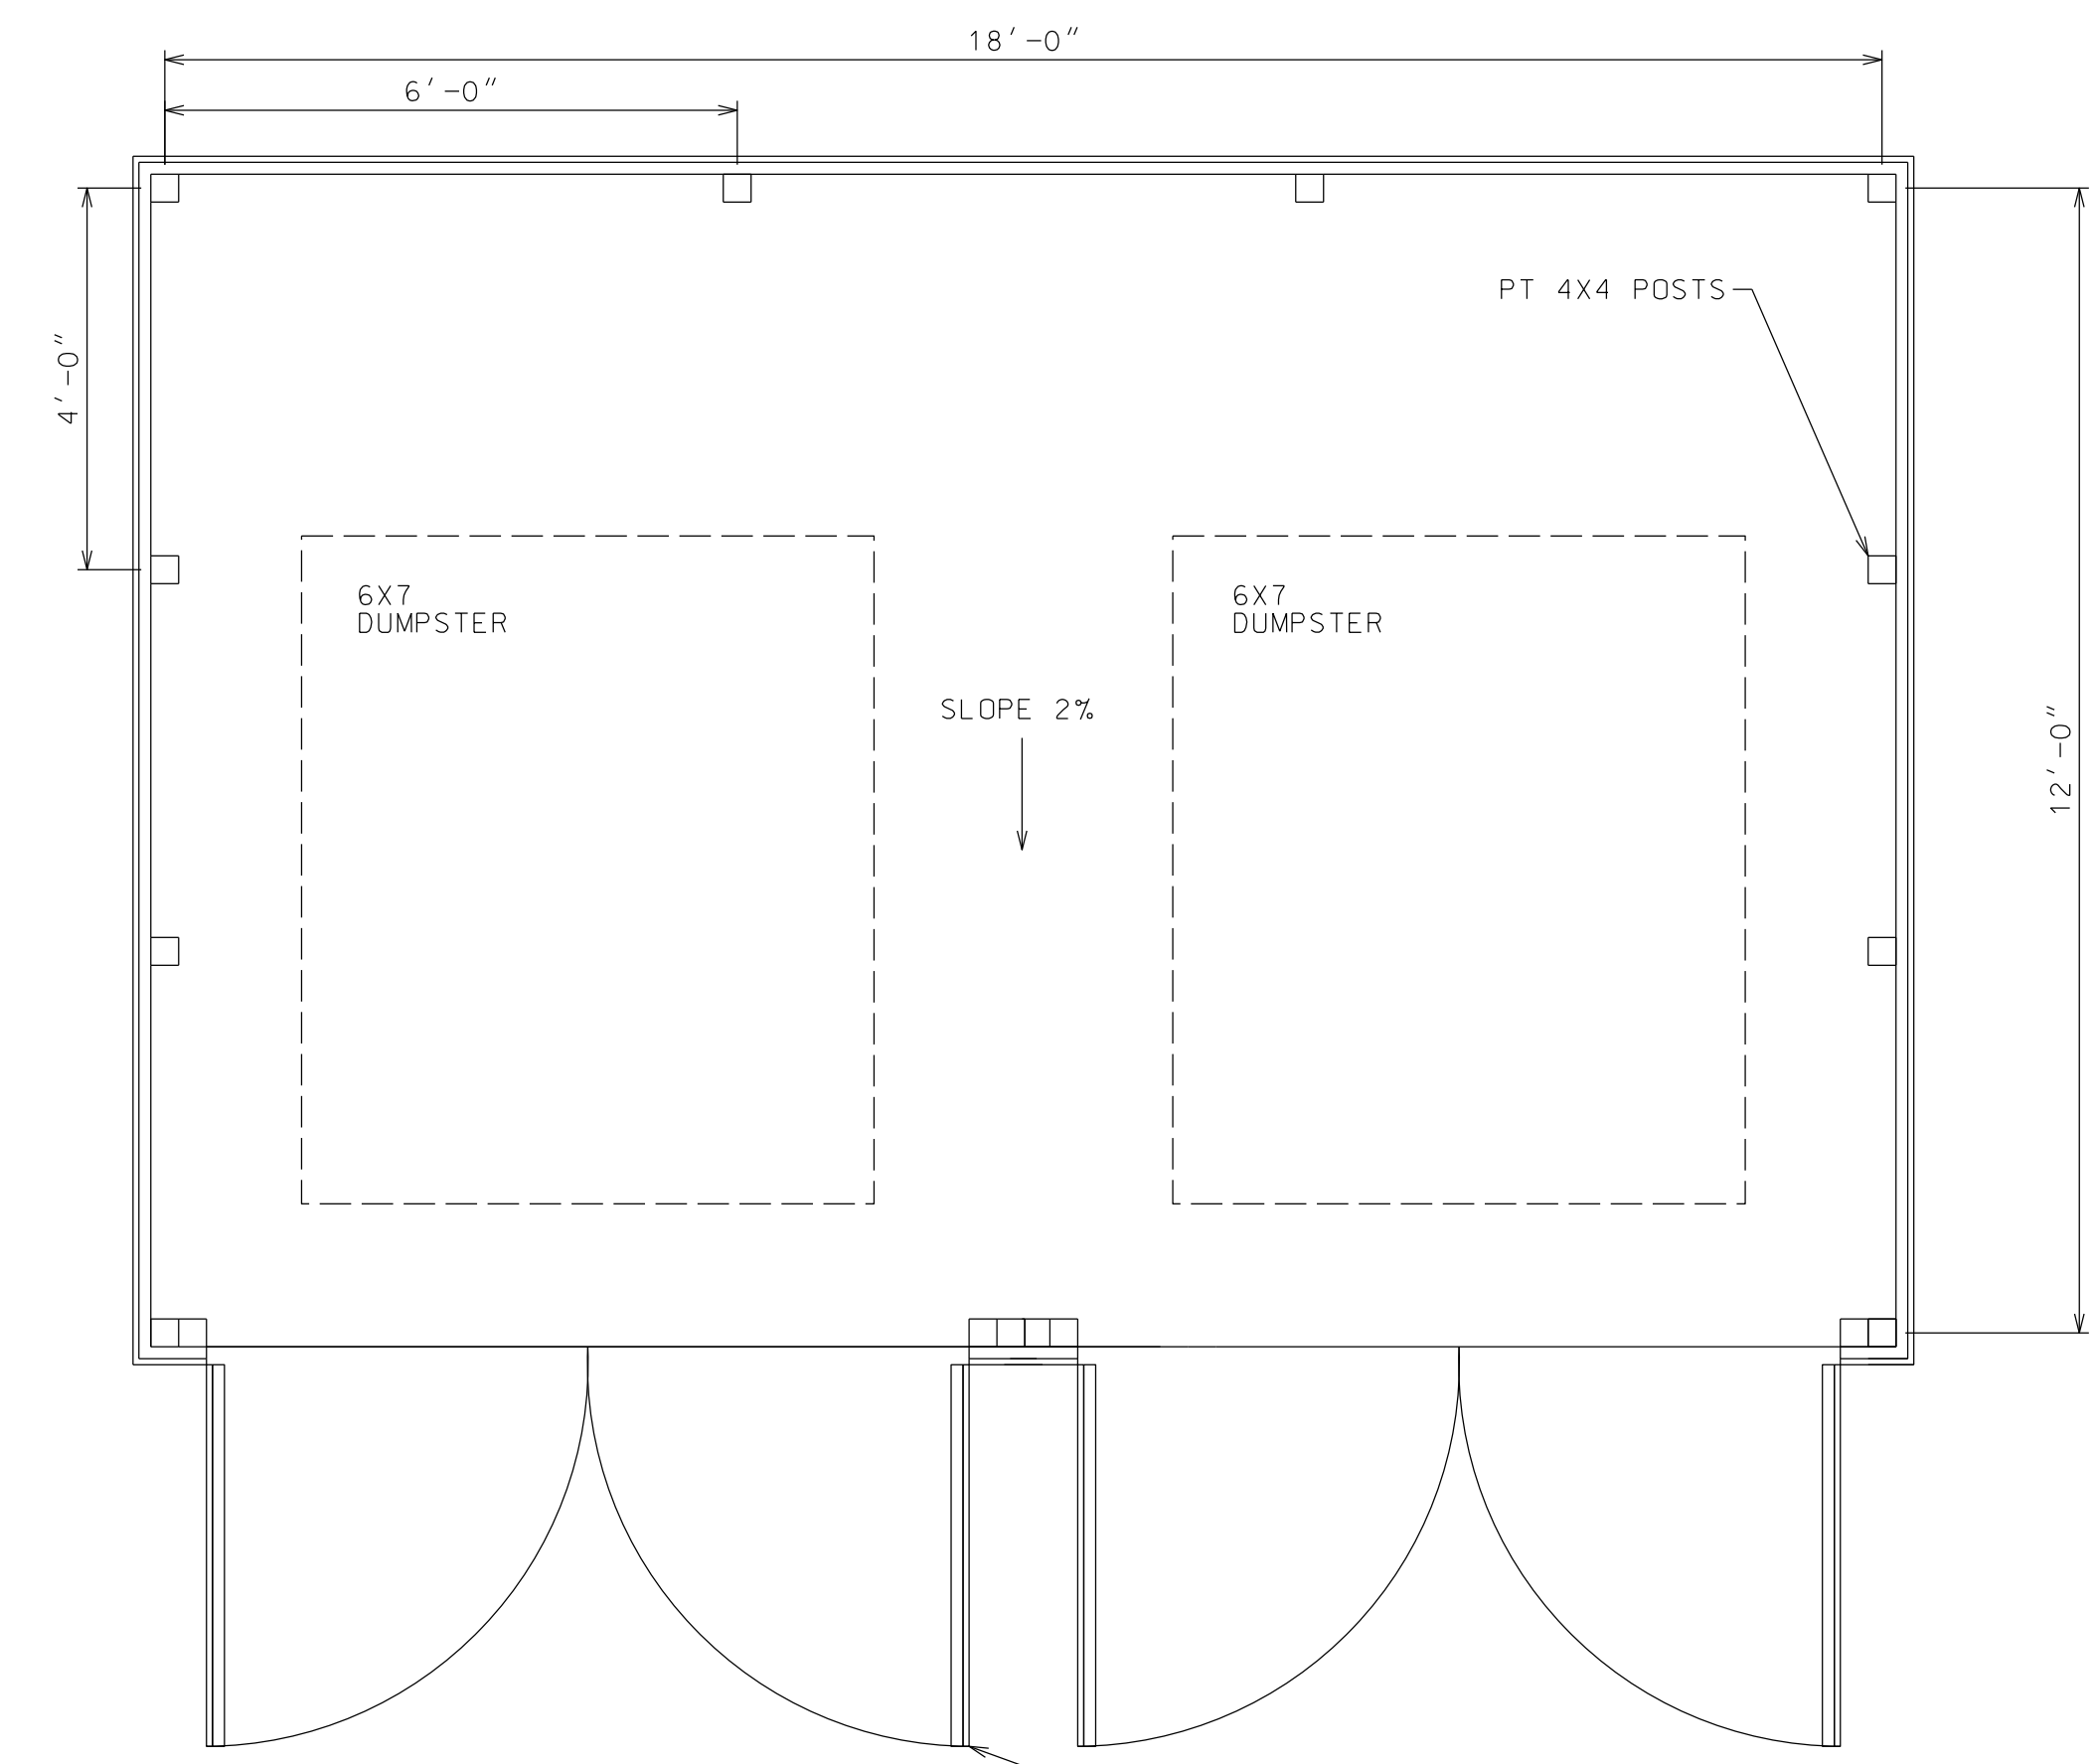 18'-0"
6'-0"
4'-0"
PT 4X4 POSTS
6X7
DUMPSTER
6X7
DUMPSTER
SLOPE 2%
12'-0"